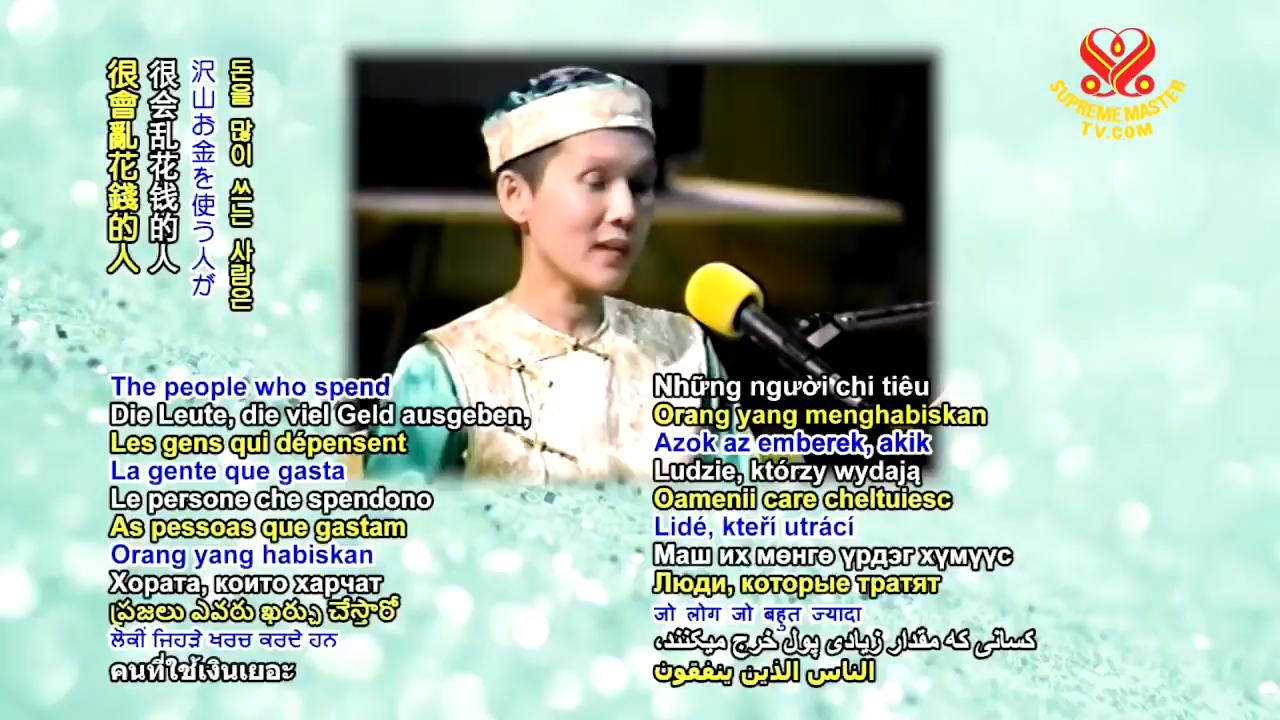 很會亂花錢的人
很会乱花钱的人
沢山お金を使う人が
돈을 많이 쓰는 사람은
SUPREME MASTER
TV.COM
The people who spend
Die Leute, die viel Geld ausgeben,
Les gens qui dépensent
La gente que gasta
Le persone che spendono
As pessoas que gastam
Orang yang habiskan
Хората, които харчат
ప్రజలు ఎవరు ఖర్చు చేస్తారో
ਲੋਕੀਂ ਜਿਹੜੇ ਖਰਚ ਕਰਦੇ ਹਨ
คนที่ใช้เงินเยอะ
Những người chi tiêu
Orang yang menghabiskan
Azok az emberek, akik
Ludzie, którzy wydają
Oamenii care cheltuiesc
Lidé, kteří utrácí
Маш их мөнгө үрдэг хүмүүс
Люди, которые тратят
जो लोग जो बहुत ज्यादा
کسانی که مقدار زیادی پول خرج میکنند،
الناس الذين ينفقون